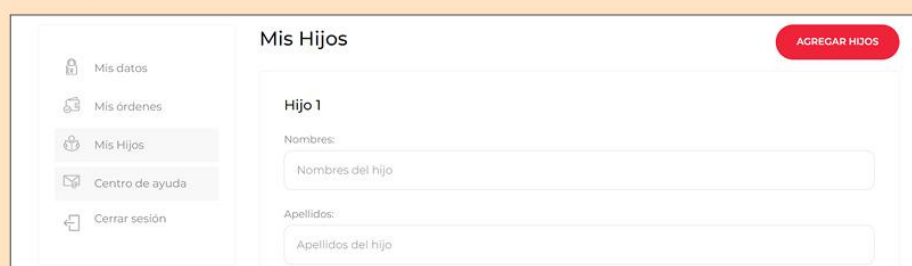 Mis datos
Mis órdenes
Mis Hijos
Centro de ayuda
Cerrar sesión
Mis Hijos
AGREGAR HIJOS
Hijo 1
Nombres:
Nombres del hijo
Apellidos:
Apellidos del hijo